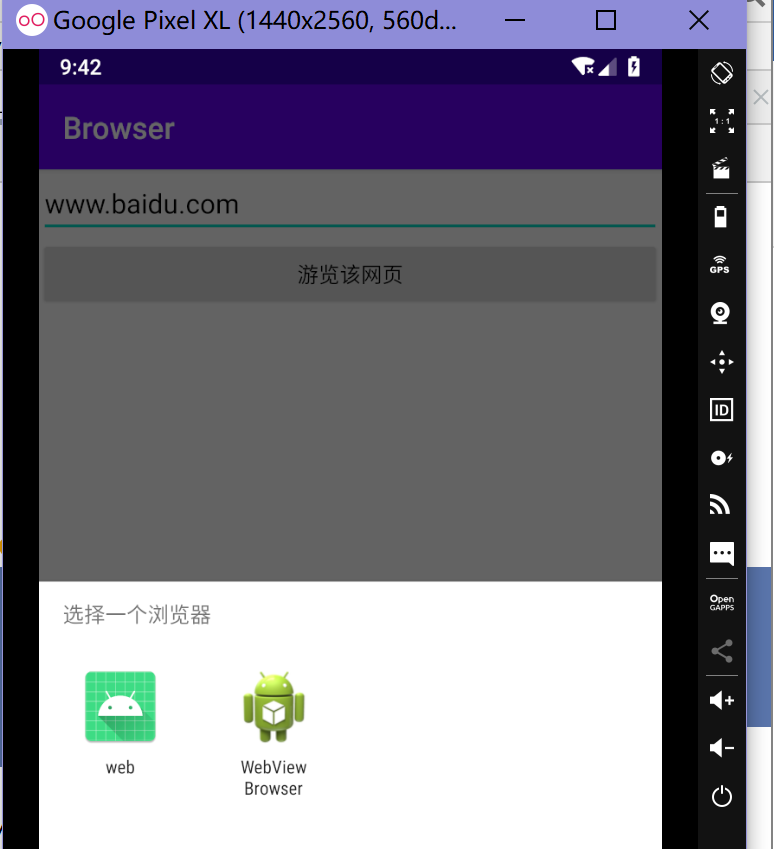 Google Pixel XL (1440x2560, 560d...
9:42
Browser
www.baidu.com
游览该网页
选择一个浏览器
web
WebView
Browser
1:1
GPS
ID
Open
GAPPS